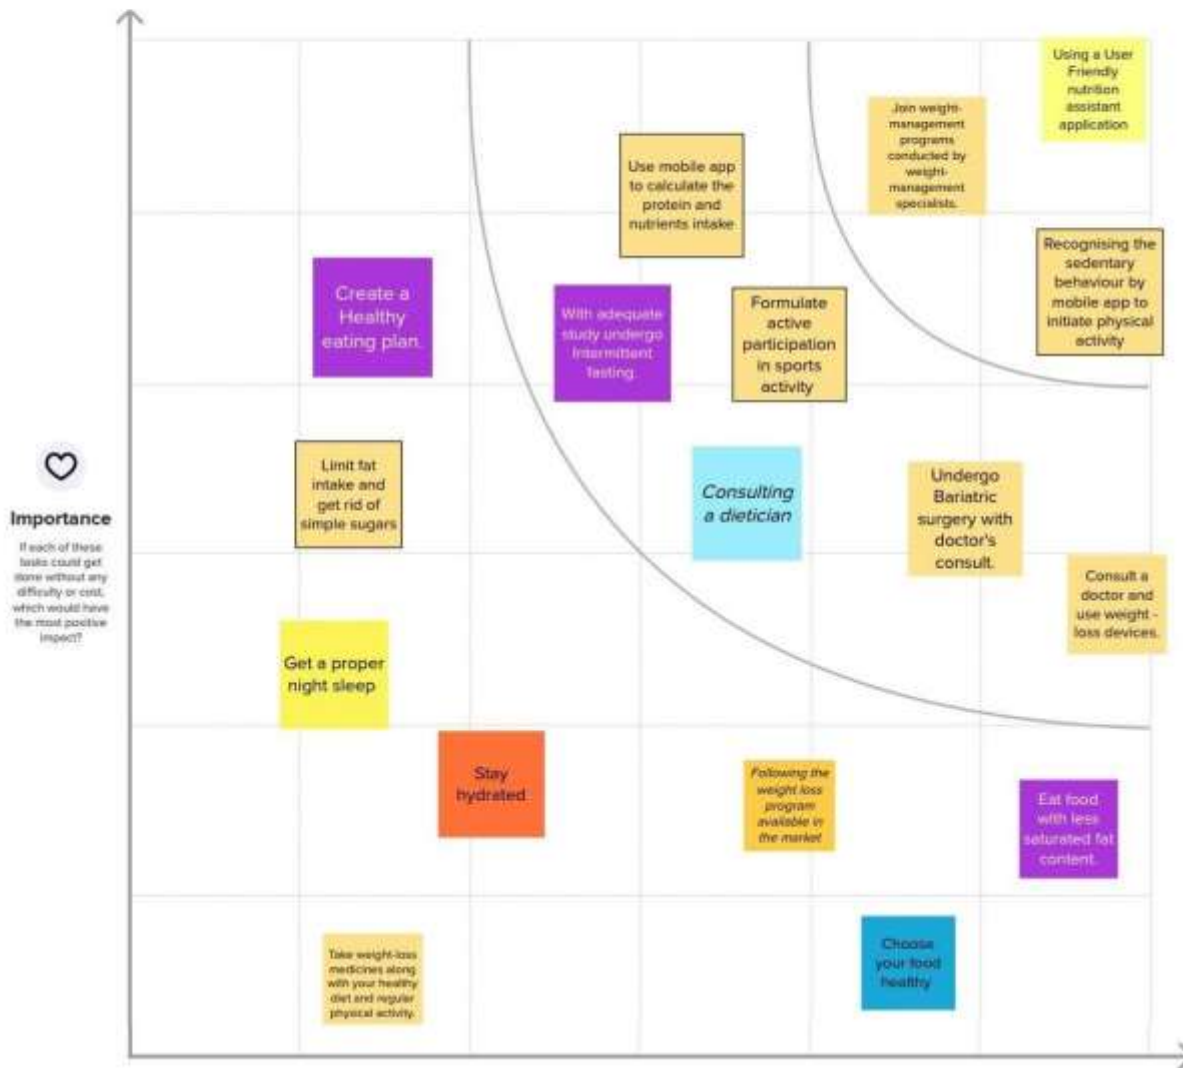 Using a User
Friendly
nutrition
assistant
application
Join weight-
management
programs
conducted by
weight-
management
specialists.
Use mobile app
to calculate the
protein and
nutrients intake
Recognising the
sedentary
behaviour by
mobile app to
initiate physical
activity
Create a
Healthy
eating plan.
With adequate
study undergo
Intermittent
fasting.
Formulate
active
participation
in sports
activity
Limit fat
intake and
get rid of
simple sugars
Consulting
a dietician
Undergo
Bariatric
surgery with
doctor's
consult.
Importance
If each of these
tasks could get
done without any
difficulty or cost,
which would have
the most positive
impact?
Consult a
doctor and
use weight -
loss devices.
Get a proper
night sleep
Stay
hydrated
Following the
weight loss
program
available in
the market
Eat food
with less
saturated fat
content.
Choose
your food
healthy
Take weight-loss
medicines along
with your healthy
diet and regular
physical activity.